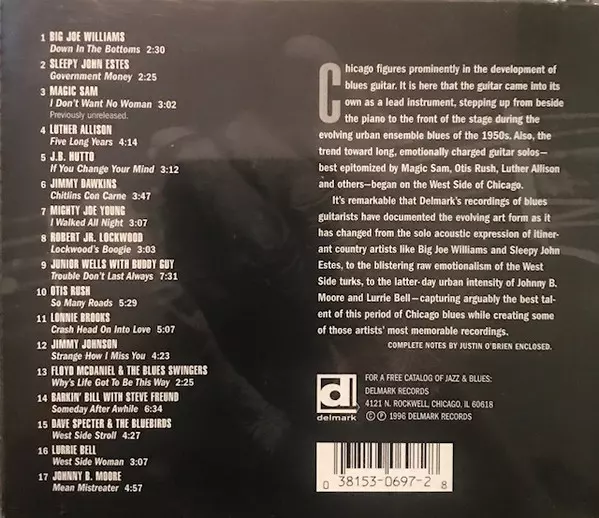 1 BIG JOE WILLIAMS
Down In The Bottoms 2:30
2 SLEEPY JOHN ESTES
Government Money 2:25
3 MAGIC SAM
I Don't Want No Woman 3:02
Previously unreleased.
4 LUTHER ALLISON
Five Long Years 4:14
5 J.B. HUTTO
If You Change Your Mind 3:12
6 JIMMY DAWKINS
Chitlins Con Carne 3:47
7 MIGHTY JOE YOUNG
I Walked All Night 3:07
8 ROBERT JR. LOCKWOOD
Lockwood's Boogie 3:03
9 JUNIOR WELLS WITH BUDDY GUY
Trouble Don't Last Always 7:31
10 OTIS RUSH
So Many Roads 5:29
11 LONNIE BROOKS
Crash Head On Into Love 5:07
12 JIMMY JOHNSON
Strange How I Miss You 4:23
13 FLOYD MCDANIEL & THE BLUES SWINGERS
Why's Life Got To Be This Way 2:25
14 BARKIN' BILL WITH STEVE FREUND
Someday After Awhile 6:34
15 DAVE SPECTER & THE BLUEBIRDS
West Side Stroll 4:27
16 LURRIE BELL
West Side Woman 3:07
17 JOHNNY B. MOORE
Mean Mistreater 4:57
Chicago figures prominently in the development of
blues guitar. It is here that the guitar came into its
own as a lead instrument, stepping up from beside
the piano to the front of the stage during the
evolving urban ensemble blues of the 1950s. Also, the
trend toward long, emotionally charged guitar solos—
best epitomized by Magic Sam, Otis Rush, Luther Allison
and others—began on the West Side of Chicago.
It's remarkable that Delmark's recordings of blues
guitarists have documented the evolving art form as it
has changed from the solo acoustic expression of itiner-
ant country artists like Big Joe Williams and Sleepy John
Estes, to the blistering raw emotionalism of the West
Side turks, to the latter-day urban intensity of Johnny B.
Moore and Lurrie Bell—capturing arguably the best tal-
ent of this period of Chicago blues while creating some
of those artists' most memorable recordings.
COMPLETE NOTES BY JUSTIN O'BRIEN ENCLOSED.
d
delmark
FOR A FREE CATALOG OF JAZZ & BLUES:
DELMARK RECORDS
4121 N. ROCKWELL, CHICAGO, IL 60618
© ℗ 1996 DELMARK RECORDS
0 38153-0697-2 8